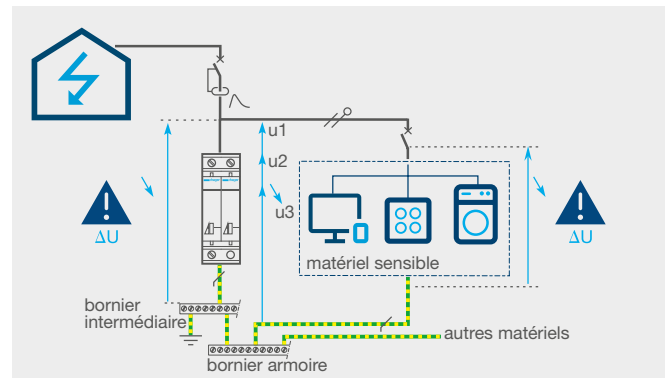 u1
u2
u3
ΔU
ΔU
matériel sensible
bornier
intermédiaire
autres matériels
bornier armoire